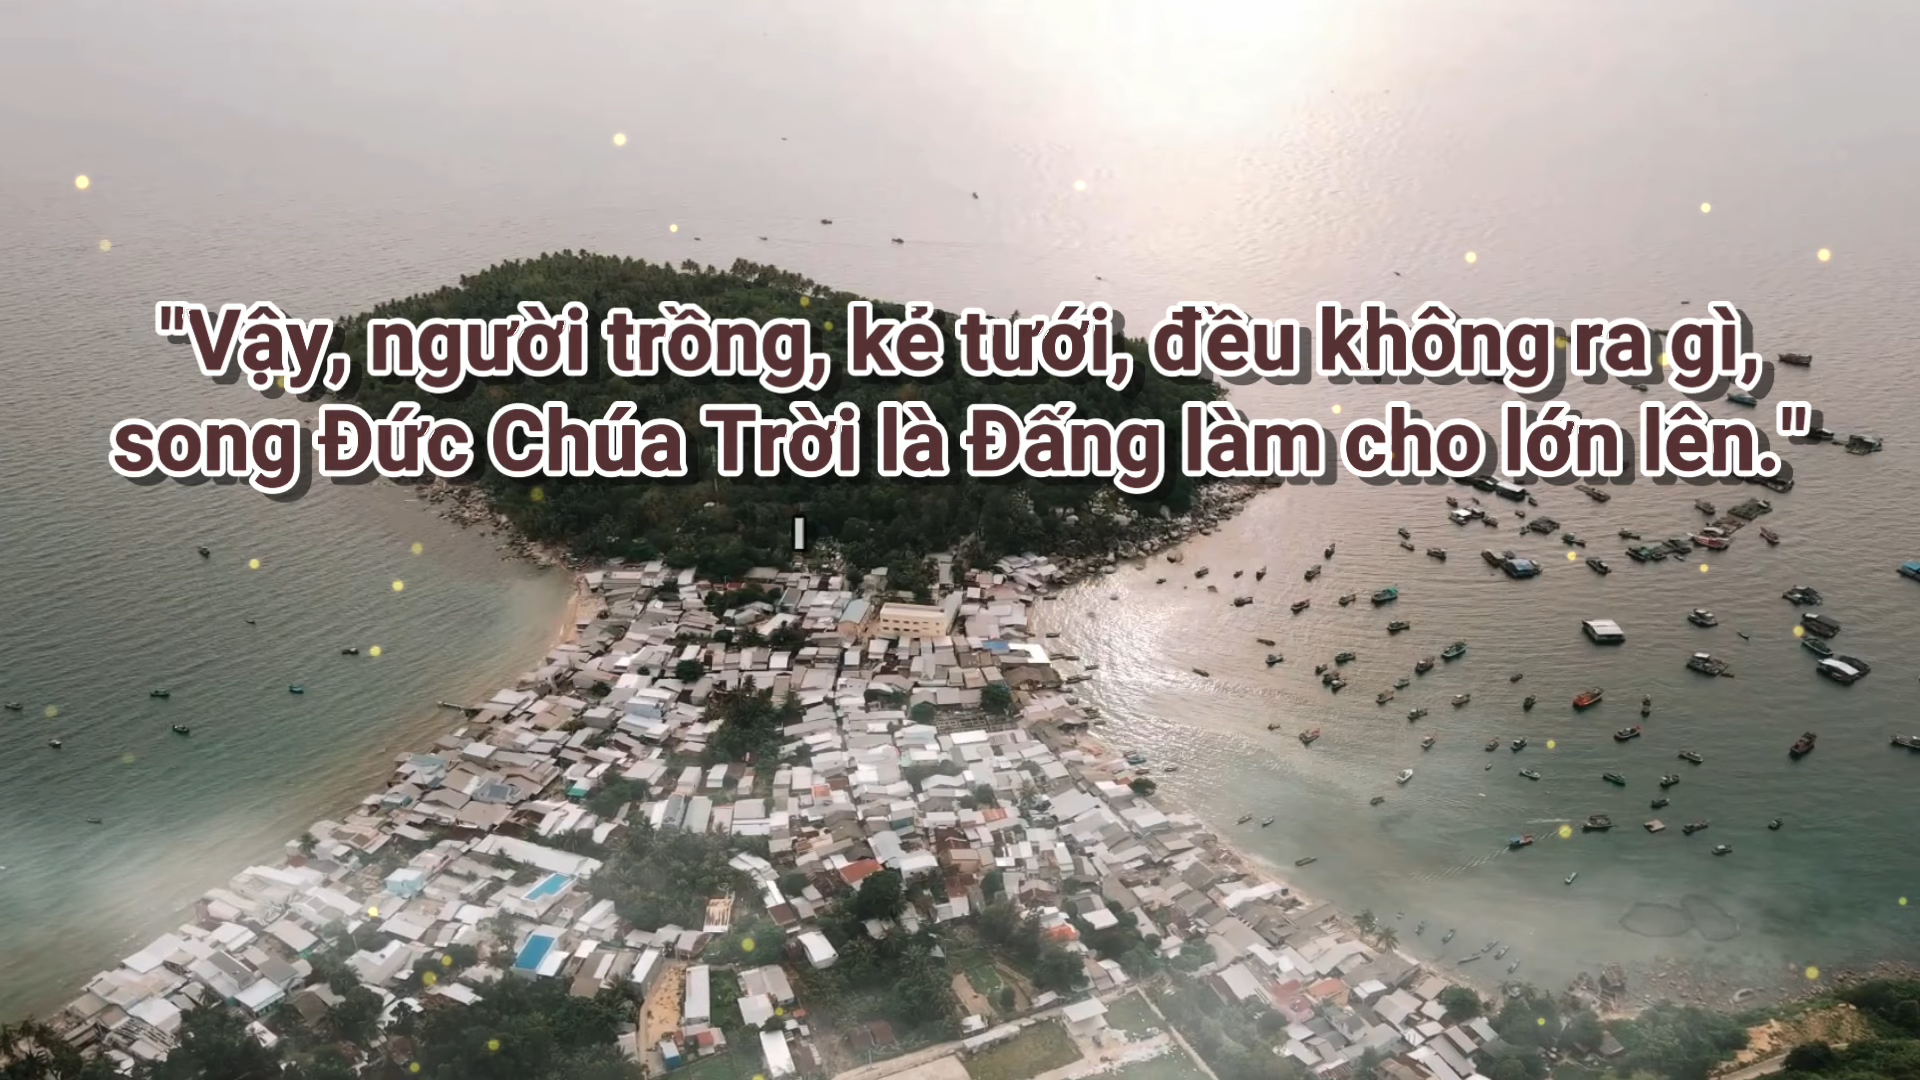 "Vậy, người trồng, kẻ tưới, đều không ra gì,
song Đức Chúa Trời là Đấng làm cho lớn lên."
I